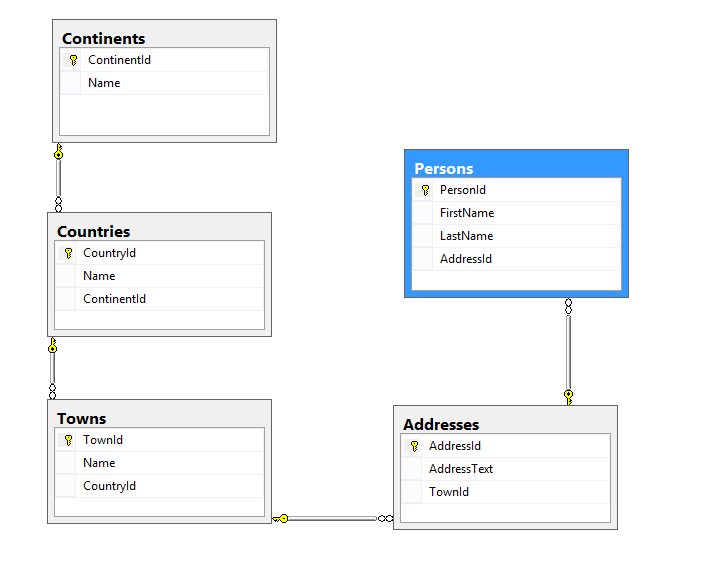 Continents
ContinentId
Name
Persons
PersonId
FirstName
LastName
AddressId
Countries
CountryId
Name
ContinentId
Towns
TownId
Name
CountryId
Addresses
AddressId
AddressText
TownId